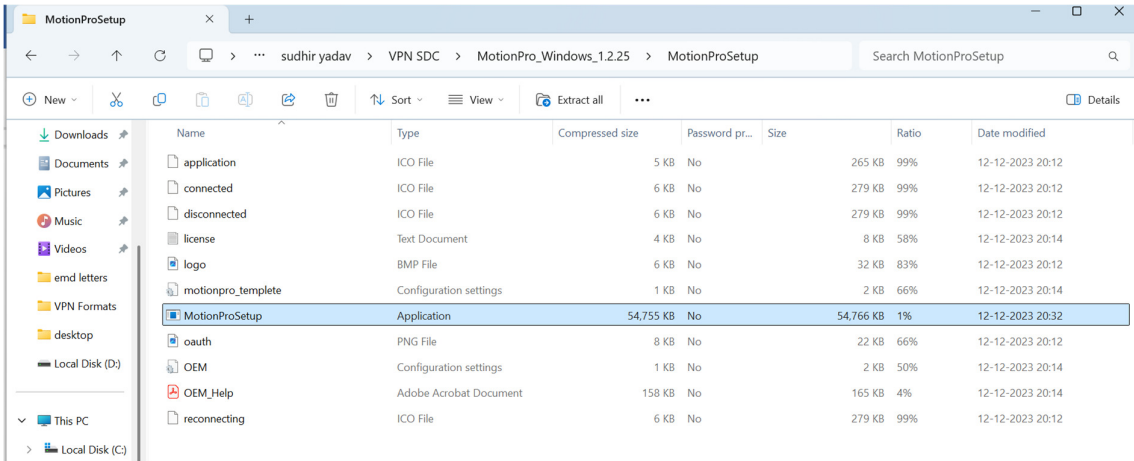 MotionProSetup
sudhir yadav > VPN SDC > MotionPro_Windows_1.2.25 > MotionProSetup Search MotionProSetup
New Sort View Extract all Details
Name Type Compressed size Password pr... Size Ratio Date modified
Downloads
Documents
Pictures
Music
Videos
emd letters
VPN Formats
desktop
Local Disk (D:)
This PC
Local Disk (C:)
application ICO File 5 KB No 265 KB 99% 12-12-2023 20:12
connected ICO File 6 KB No 279 KB 99% 12-12-2023 20:12
disconnected ICO File 6 KB No 279 KB 99% 12-12-2023 20:12
license Text Document 4 KB No 8 KB 58% 12-12-2023 20:14
logo BMP File 6 KB No 32 KB 83% 12-12-2023 20:12
motionpro_templete Configuration settings 1 KB No 2 KB 66% 12-12-2023 20:14
MotionProSetup Application 54,755 KB No 54,766 KB 1% 12-12-2023 20:32
oauth PNG File 8 KB No 22 KB 66% 12-12-2023 20:12
OEM Configuration settings 1 KB No 2 KB 50% 12-12-2023 20:14
OEM_Help Adobe Acrobat Document 158 KB No 165 KB 4% 12-12-2023 20:14
reconnecting ICO File 6 KB No 279 KB 99% 12-12-2023 20:12